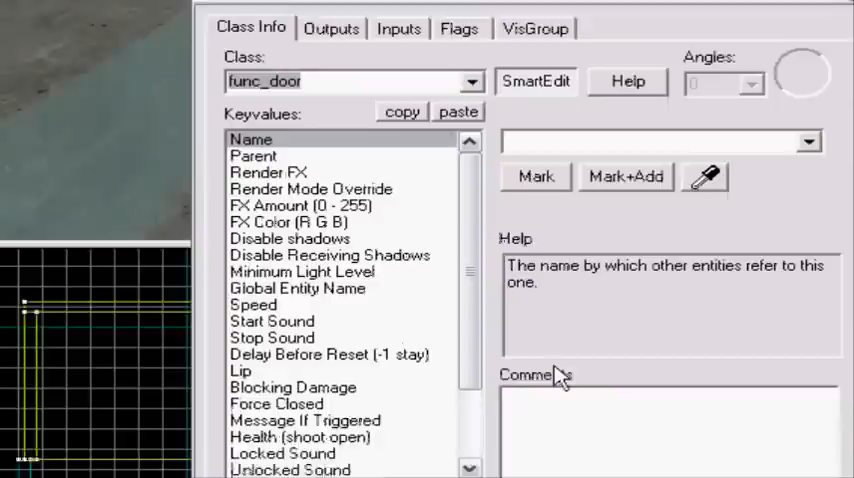 Class Info Outputs Inputs Flags VisGroup
Class: Angles:
func_door SmartEdit Help 0
Keyvalues: copy paste
Name
Parent Mark Mark+Add
Render FX
Render Mode Override
FX Amount (0 - 255)
FX Color (R G B)
Disable shadows
Disable Receiving Shadows
Minimum Light Level
Global Entity Name
Speed
Start Sound
Stop Sound
Delay Before Reset (-1 stay)
Lip
Blocking Damage
Force Closed
Message If Triggered
Health (shoot open)
Locked Sound
Unlocked Sound
Help
The name by which other entities refer to this
one.
Comments